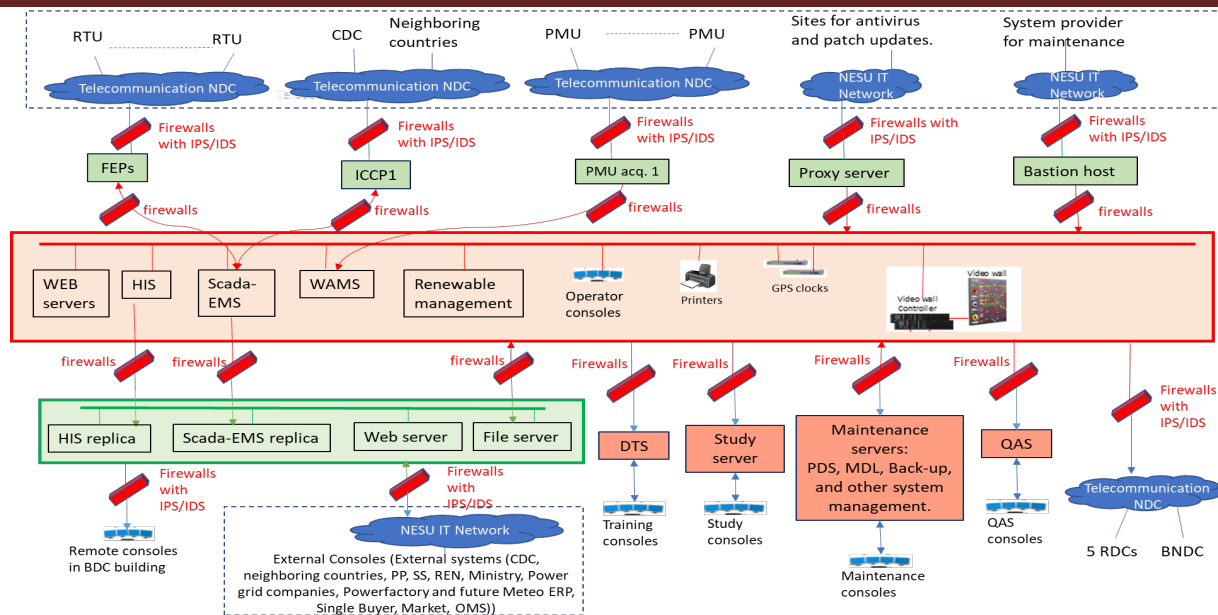 RTU
RTU
CDC
Neighboring
countries
PMU
PMU
Sites for antivirus
and patch updates.
System provider
for maintenance
Telecommunication NDC
Telecommunication NDC
Telecommunication NDC
NESU IT
Network
NESU IT
Network
Firewalls
with IPS/IDS
Firewalls
with IPS/IDS
Firewalls
with IPS/IDS
Firewalls with
IPS/IDS
Firewalls
with IPS/IDS
FEPs
ICCP1
PMU acq. 1
Proxy server
Bastion host
firewalls
firewalls
firewalls
firewalls
firewalls
WEB
servers
HIS
Scada-
EMS
WAMS
Renewable
management
Operator
consoles
Printers
GPS clocks
Video wall
Controller
Video wall
firewalls
firewalls
firewalls
Firewalls
Firewalls
Firewalls
Firewalls
Firewalls
with
IPS/IDS
HIS replica
Scada-EMS replica
Web server
File server
DTS
Study
server
Maintenance
servers:
PDS, MDL, Back-up,
and other system
management.
QAS
Firewalls
with
IPS/IDS
Firewalls
with
IPS/IDS
Telecommunication
NDC
Remote consoles
in BDC building
NESU IT Network
External Consoles (External systems (CDC,
neighboring countries, PP, SS, REN, Ministry, Power
grid companies, Powerfactory and future Meteo ERP,
Single Buyer, Market, OMS))
Training
consoles
Study
consoles
Maintenance
consoles
QAS
consoles
5 RDCs
BNDC